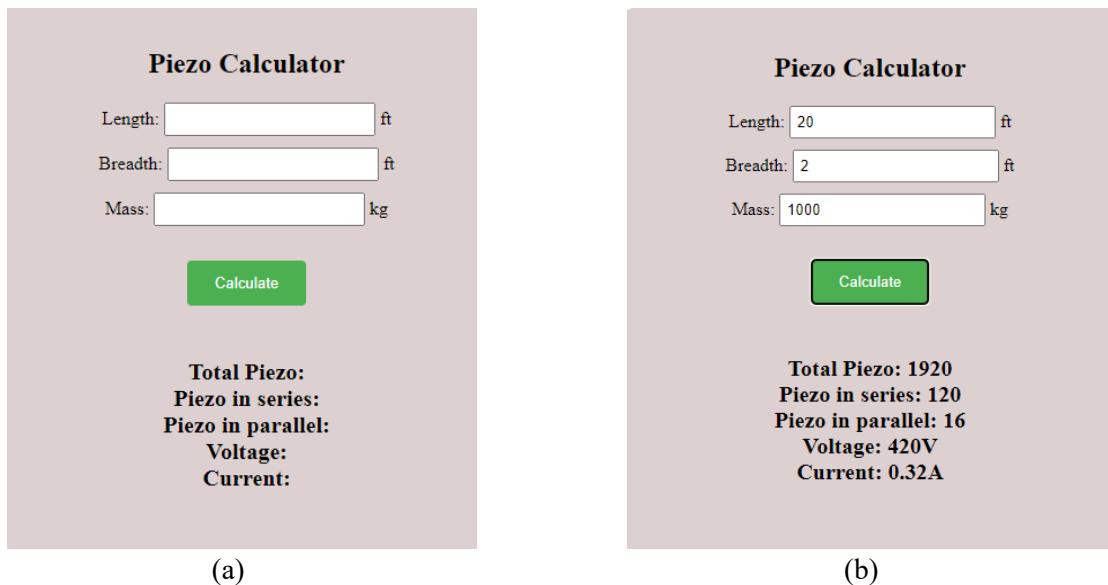 Piezo Calculator
Length: ft
Breadth: ft
Mass: kg
Calculate
Total Piezo:
Piezo in series:
Piezo in parallel:
Voltage:
Current:
(a)
Piezo Calculator
Length: 20 ft
Breadth: 2 ft
Mass: 1000 kg
Calculate
Total Piezo: 1920
Piezo in series: 120
Piezo in parallel: 16
Voltage: 420V
Current: 0.32A
(b)